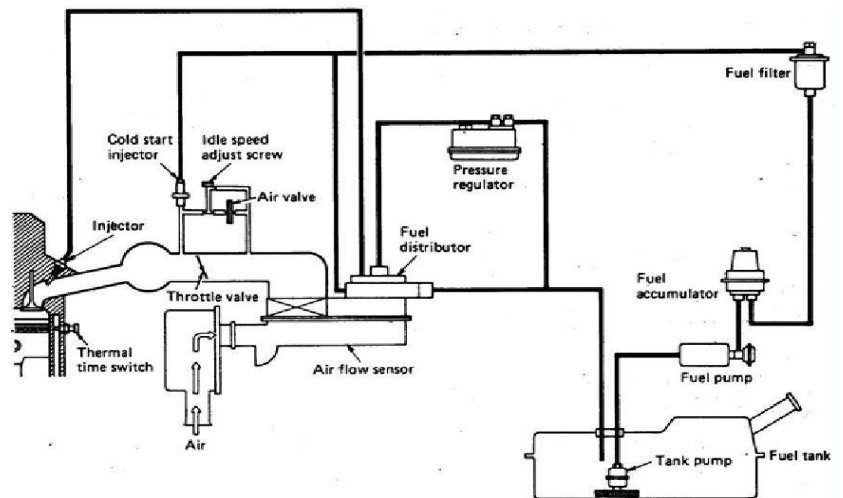 Fuel filter
Cold start
injector
Idle speed
adjust screw
Pressure
regulator
Air valve
Injector
Fuel
distributor
Fuel
accumulator
Throttle valve
Thermal
time switch
Air flow sensor
Fuel pump
Air
Tank pump
Fuel tank